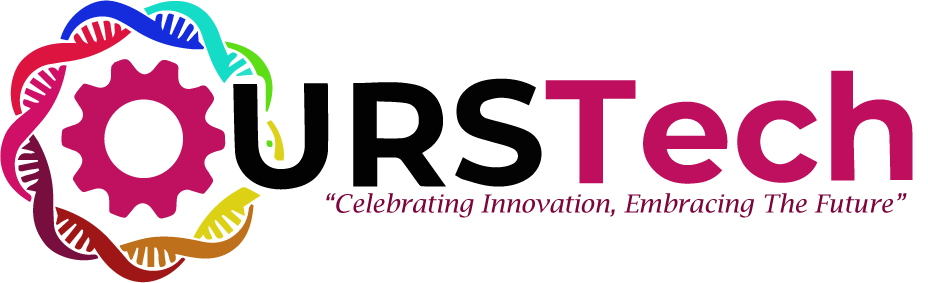 OURSTech
“Celebrating Innovation, Embracing The Future”